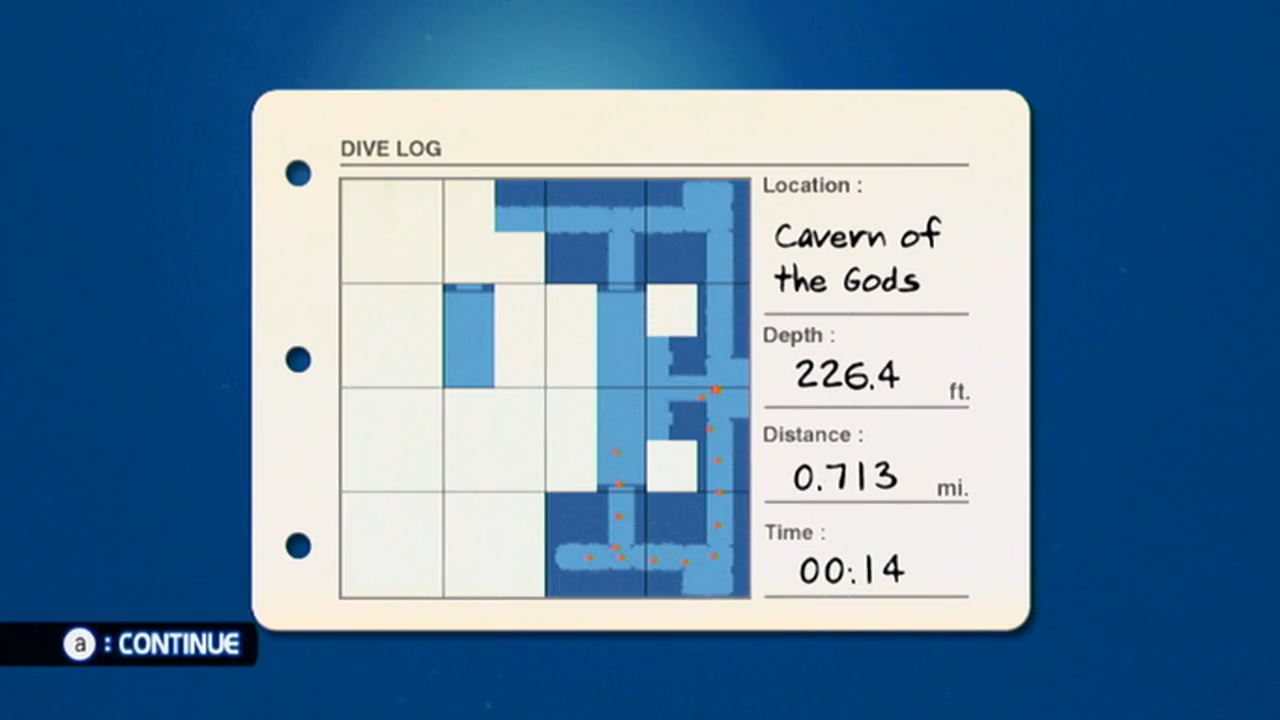 DIVE LOG
Location :
Cavern of
the Gods
Depth :
226.4 ft.
Distance :
0.713 mi.
Time :
00:14
a : CONTINUE